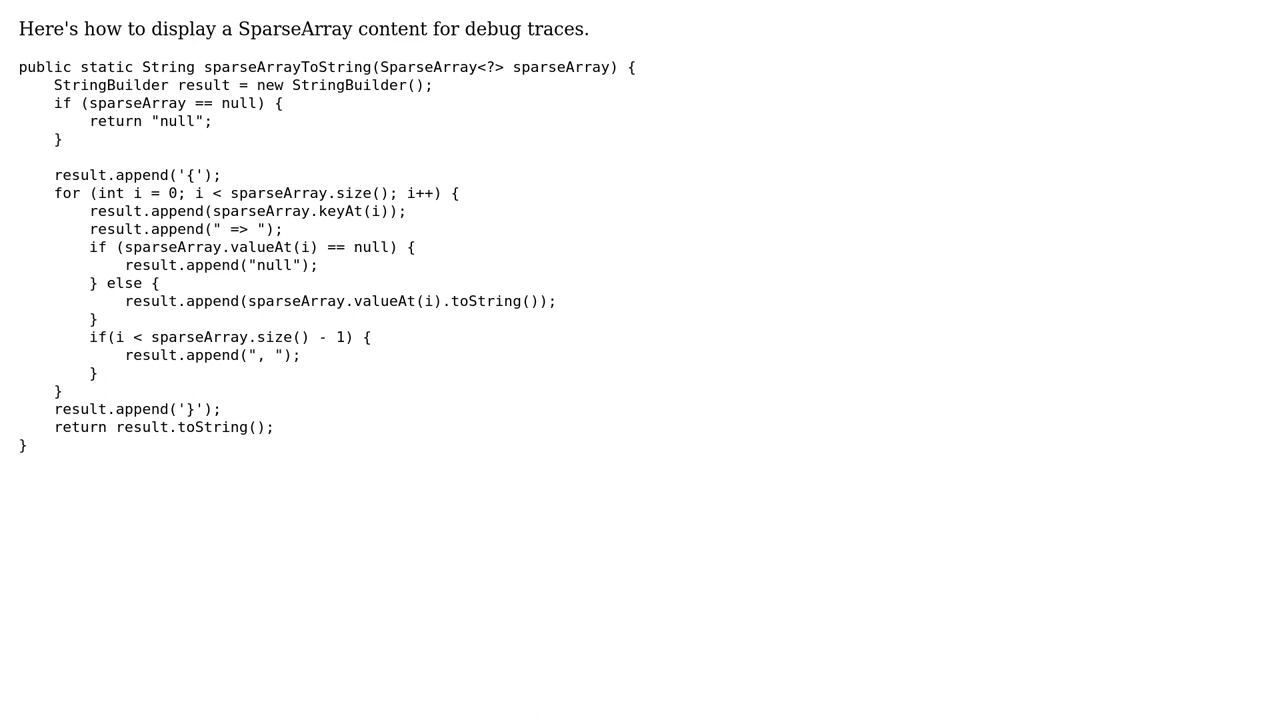 Here's how to display a SparseArray content for debug traces.
public static String sparseArrayToString(SparseArray<?> sparseArray) {
    StringBuilder result = new StringBuilder();
    if (sparseArray == null) {
        return "null";
    }

    result.append('{');
    for (int i = 0; i < sparseArray.size(); i++) {
        result.append(sparseArray.keyAt(i));
        result.append(" => ");
        if (sparseArray.valueAt(i) == null) {
            result.append("null");
        } else {
            result.append(sparseArray.valueAt(i).toString());
        }
        if(i < sparseArray.size() - 1) {
            result.append(", ");
        }
    }
    result.append('}');
    return result.toString();
}